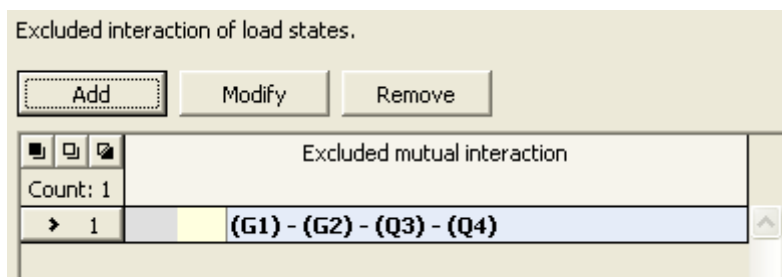 Excluded interaction of load states.
Add Modify Remove
Excluded mutual interaction
Count: 1
1 (G1) - (G2) - (Q3) - (Q4)